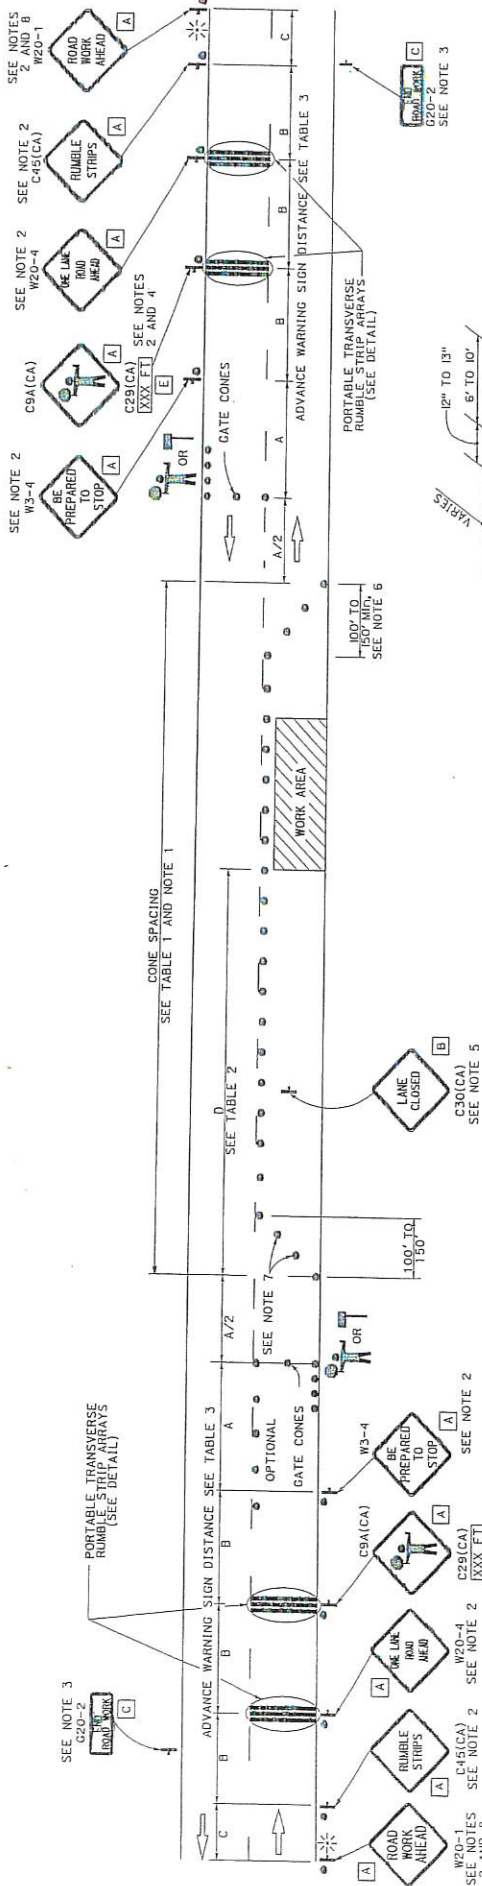 SEE NOTES
2 AND 8
W20-1
ROAD
WORK
AHEAD
A
SEE NOTE 2
C45(CA)
RUMBLE
STRIPS
A
SEE NOTE 2
W20-4
ONE LANE
ROAD
AHEAD
A
C9A(CA)
A
C29(CA)
XXX FT
E
SEE NOTES
2 AND 4
SEE NOTE 2
W3-4
BE
PREPARED
TO
STOP
A
OR
GATE CONES
C
B
B
B
A
A/2
ADVANCE WARNING SIGN DISTANCE SEE TABLE 3
END
ROAD WORK
C
G20-2
SEE NOTE 3
PORTABLE TRANSVERSE
RUMBLE STRIP ARRAYS
(SEE DETAIL)
VARIES
12" TO 13"
6' TO 10'
100' TO
150' MIN.
SEE NOTE 6
WORK AREA
CONE SPACING
SEE TABLE 1 AND NOTE 1
D
SEE TABLE 2
LANE
CLOSED
B
C30(CA)
SEE NOTE 5
SEE NOTE 7
100' TO
150'
A/2
A
OPTIONAL
GATE CONES
OR
PORTABLE TRANSVERSE
RUMBLE STRIP ARRAYS
(SEE DETAIL)
ADVANCE WARNING SIGN DISTANCE SEE TABLE 3
B
B
B
C
SEE NOTE 3
G20-2
END
ROAD WORK
C
W3-4
BE
PREPARED
TO
STOP
A
SEE NOTE 2
C9A(CA)
A
C29(CA)
XXX FT
ONE LANE
ROAD
AHEAD
A
W20-4
SEE NOTE 2
RUMBLE
STRIPS
A
C45(CA)
SEE NOTE 2
ROAD
WORK
AHEAD
A
W20-1
SEE NOTES